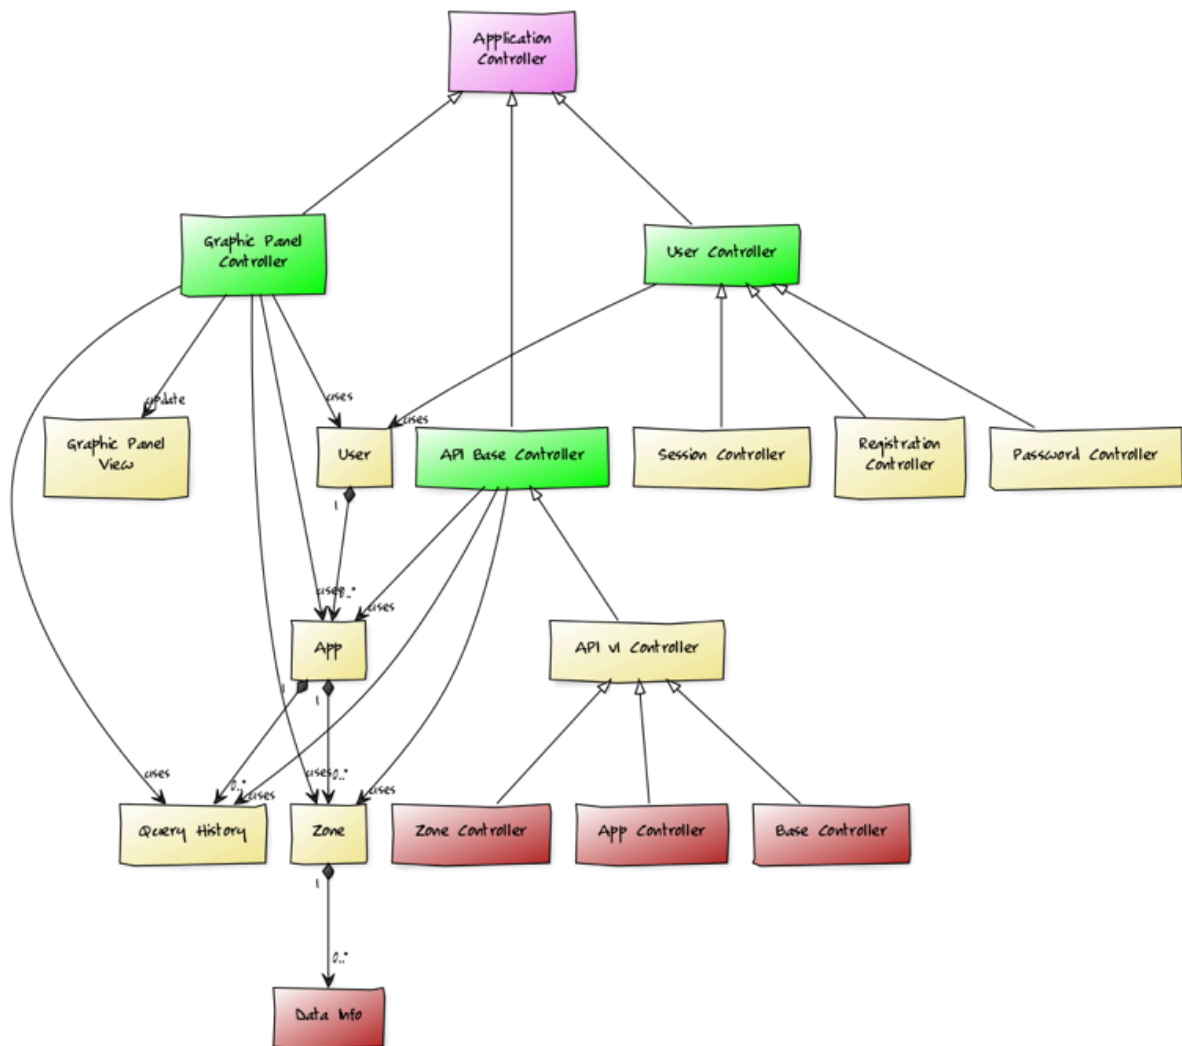 Application
Controller
Graphic Panel
Controller
User Controller
update
uses
uses
Graphic Panel
View
User
API Base Controller
Session Controller
Registration
Controller
Password Controller
1
uses
0..*
uses
App
API v1 Controller
1
1
uses
0..*
uses
uses
0..*
uses
Query History
Zone
Zone Controller
App Controller
Base Controller
1
0..*
Data Info